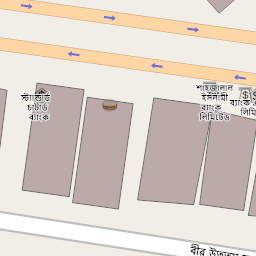 শাহজালাল
ইসলামী
ব্যাংক
লিমিটেড
স্ট্যান্ডার্ড
চার্টার্ড
ব্যাংক
ব্যাংক
লিমি
বীর উত্তম